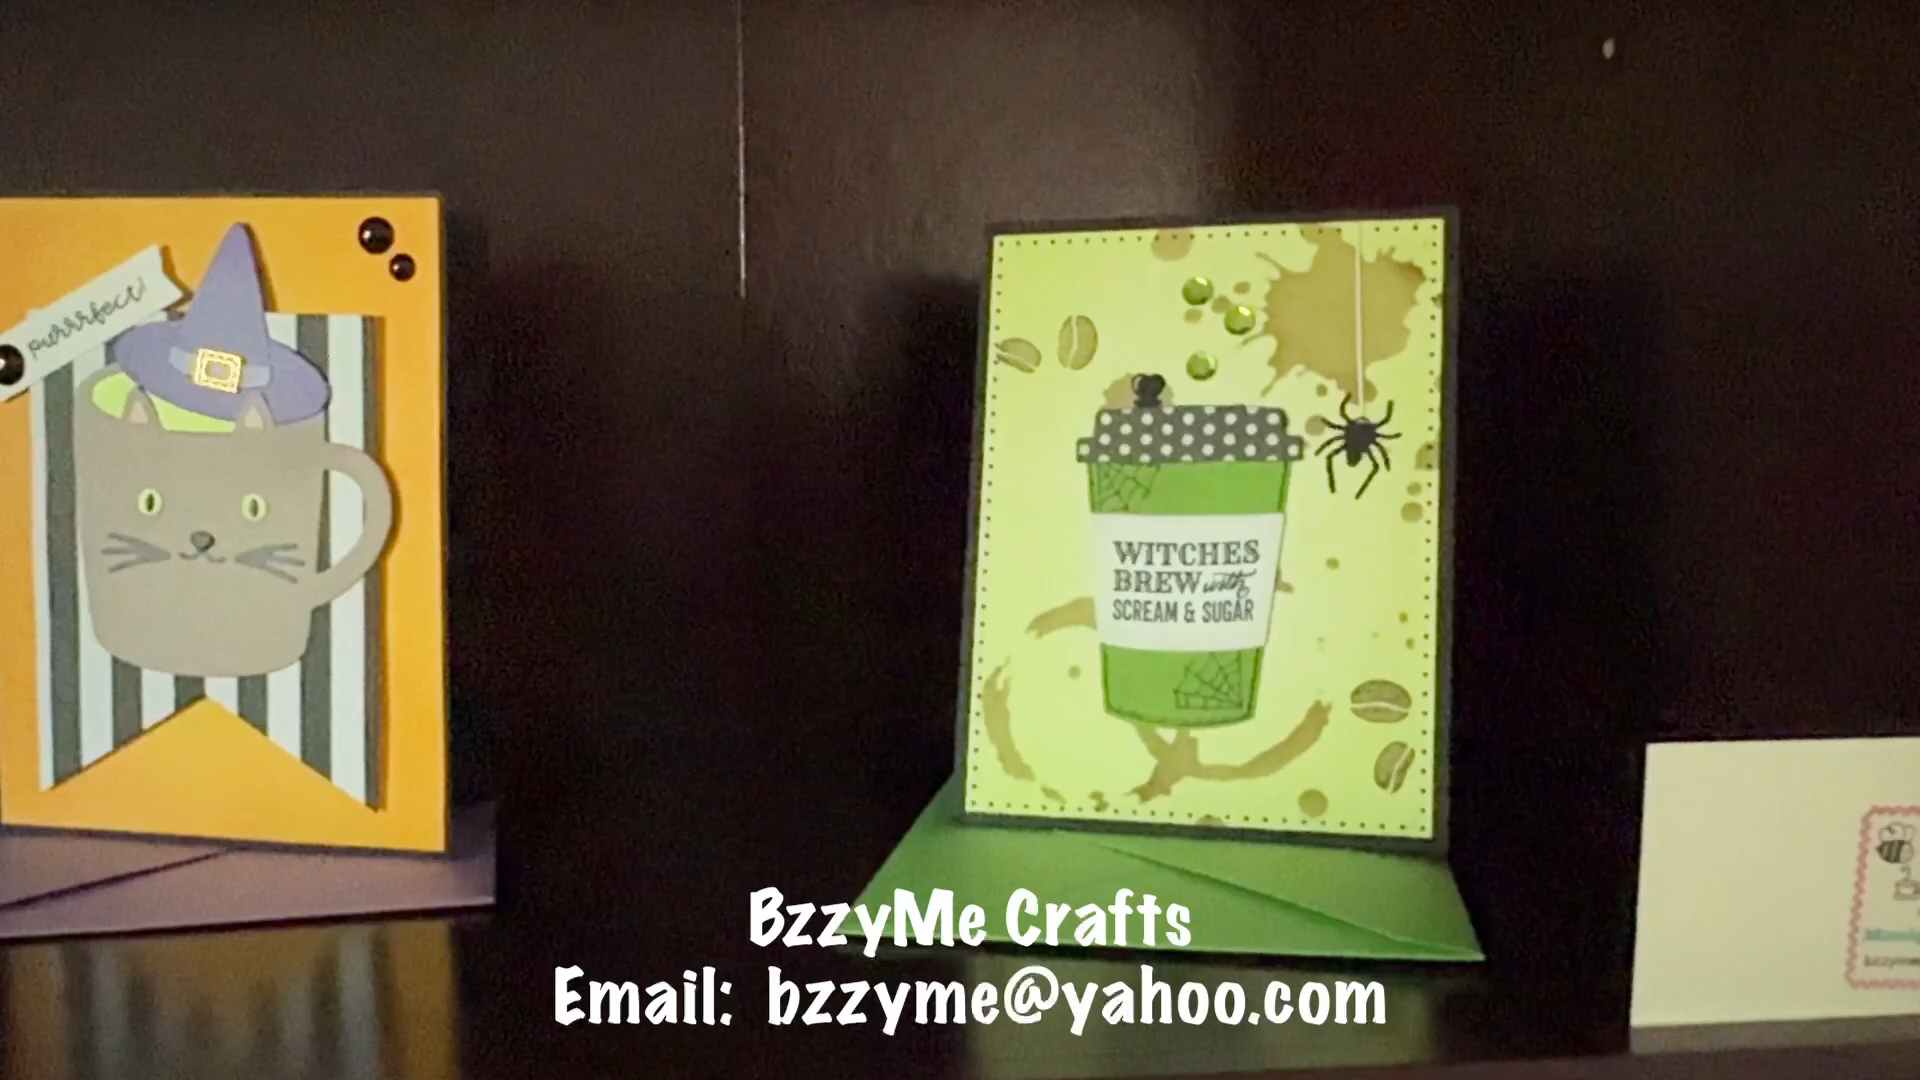 purrrfect!
WITCHES
BREW with
SCREAM & SUGAR
BzzyMe Crafts
Email: bzzyme@yahoo.com